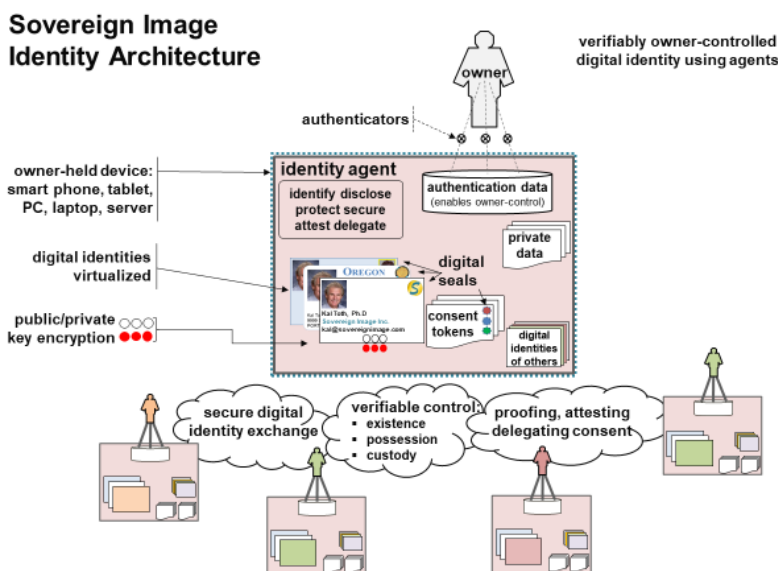 Sovereign Image
Identity Architecture
verifiably owner-controlled
digital identity using agents
owner
authenticators
owner-held device:
smart phone, tablet,
PC, laptop, server
identity agent
identify disclose
protect secure
attest delegate
authentication data
(enables owner-control)
private
data
digital identities
virtualized
digital
seals
OREGON
S
Kal Toth, Ph.D
Sovereign Image Inc.
kal@sovereignimage.com
consent
tokens
public/private
key encryption
digital
identities
of others
secure digital
identity exchange
verifiable control:
▪ existence
▪ possession
▪ custody
proofing, attesting
delegating consent